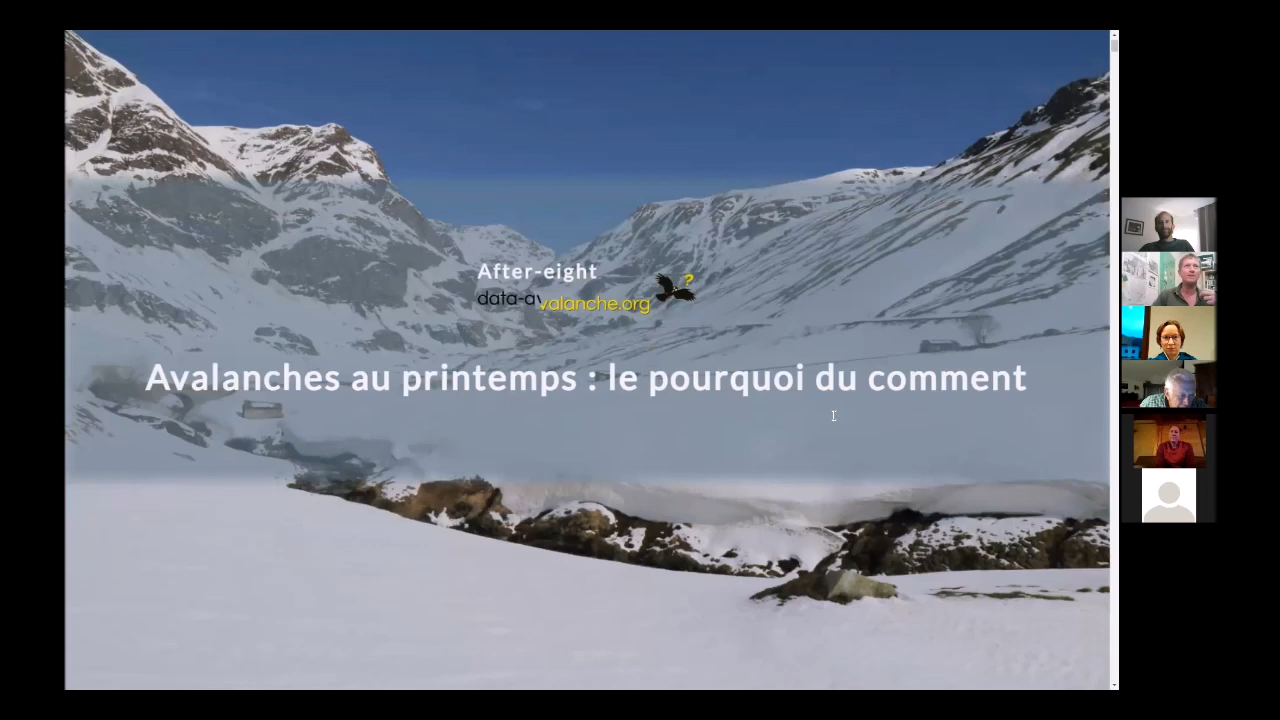 After-eight
data-avalanche.org
?
Avalanches au printemps : le pourquoi du comment